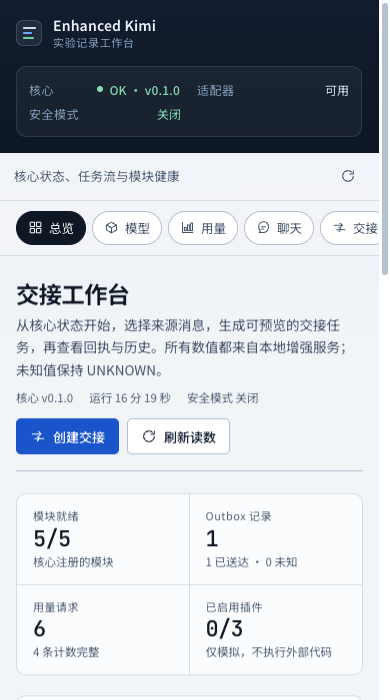 Enhanced Kimi
实验记录工作台
核心 OK · v0.1.0 适配器 可用
安全模式 关闭
核心状态、任务流与模块健康
总览 模型 用量 聊天 交接
交接工作台
从核心状态开始，选择来源消息，生成可预览的交接任
务，再查看回执与历史。所有数值都来自本地增强服务；
未知值保持 UNKNOWN。
核心 v0.1.0 运行 16 分 19 秒 安全模式 关闭
创建交接 刷新读数
模块就绪
5/5
核心注册的模块
Outbox 记录
1
1 已送达 · 0 未知
用量请求
6
4 条计数完整
已启用插件
0/3
仅模拟，不执行外部代码